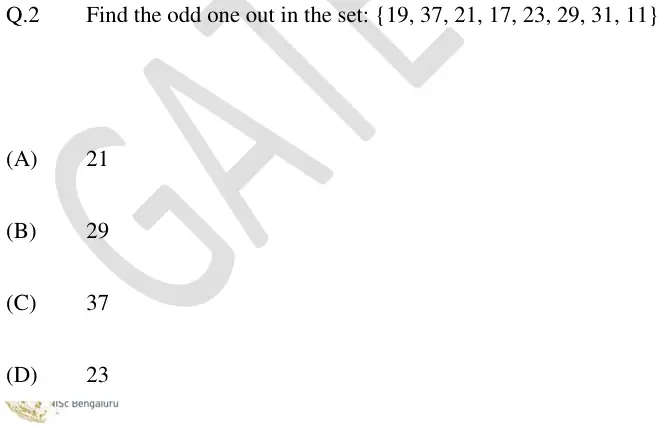 Q.2 Find the odd one out in the set: {19, 37, 21, 17, 23, 29, 31, 11}
(A) 21
(B) 29
(C) 37
(D) 23
IISc Bengaluru
GATE